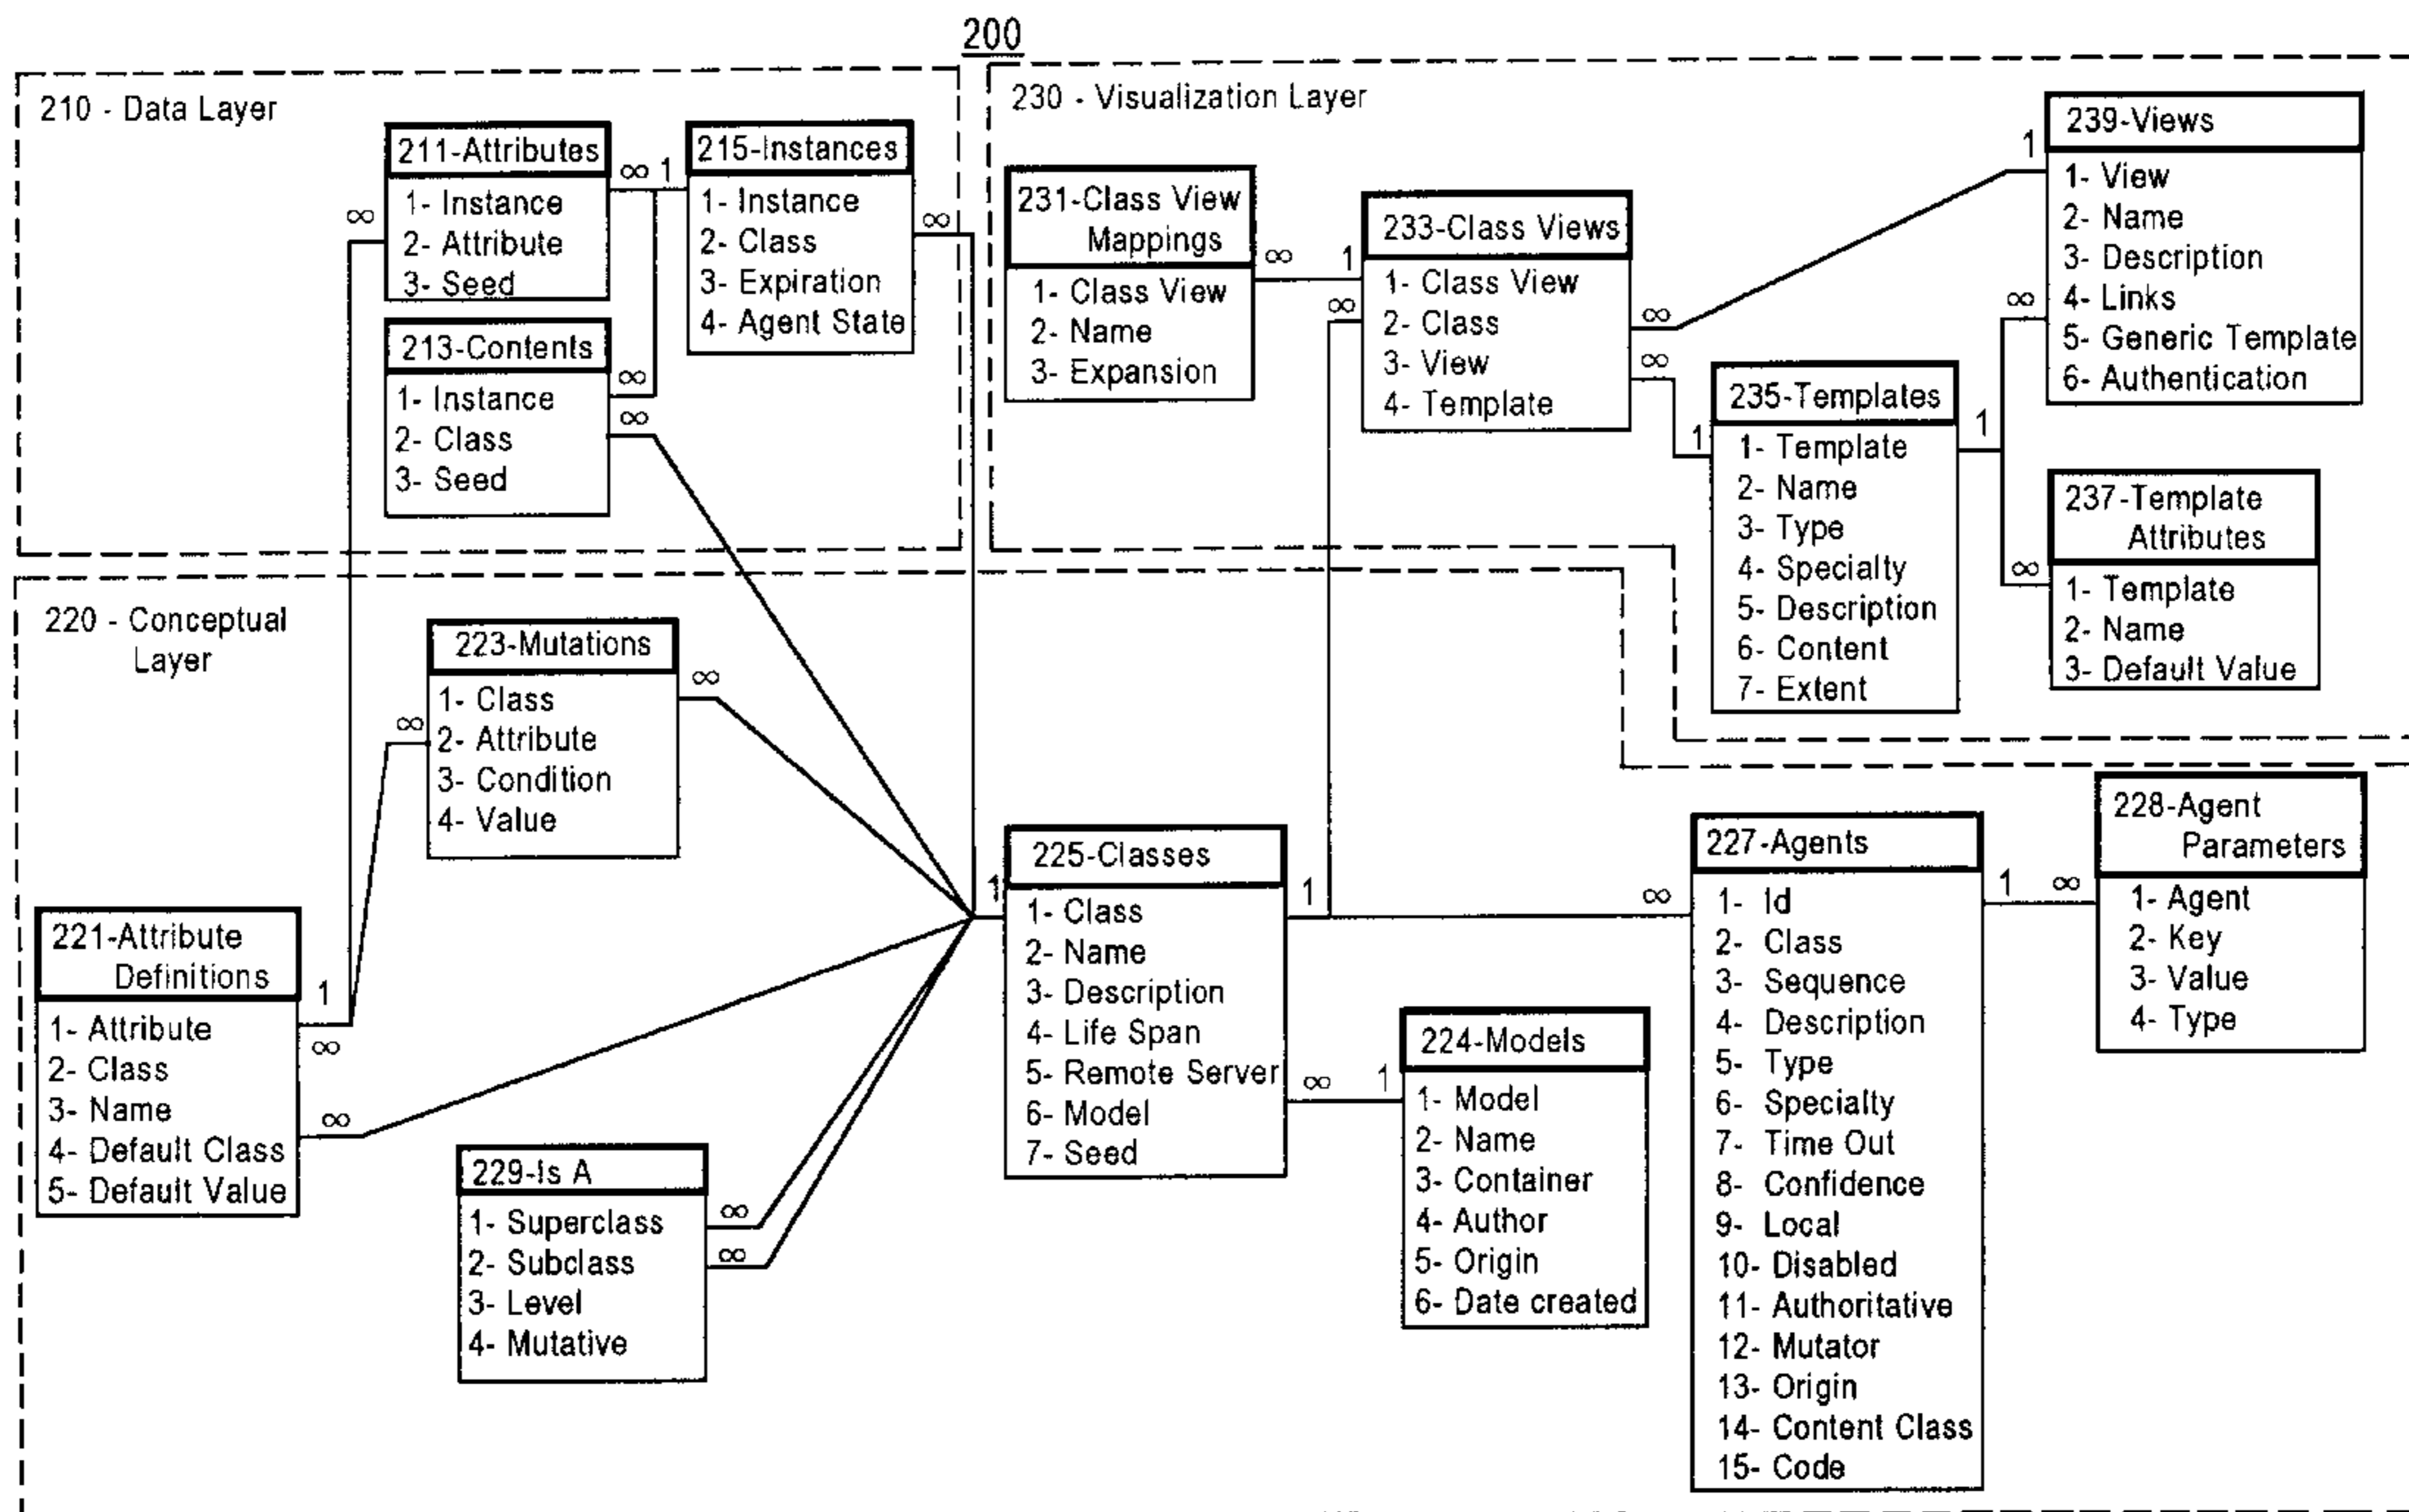 200
210 - Data Layer
211-Attributes
1- Instance
2- Attribute
3- Seed
213-Contents
1- Instance
2- Class
3- Seed
215-Instances
1- Instance
2- Class
3- Expiration
4- Agent State
∞
∞
1
∞
∞
∞
230 - Visualization Layer
231-Class View
Mappings
1- Class View
2- Name
3- Expansion
∞
1
∞
233-Class Views
1- Class View
2- Class
3- View
4- Template
∞
∞
1
1
235-Templates
1- Template
2- Name
3- Type
4- Specialty
5- Description
6- Content
7- Extent
1
∞
∞
239-Views
1- View
2- Name
3- Description
4- Links
5- Generic Template
6- Authentication
237-Template
Attributes
1- Template
2- Name
3- Default Value
220 - Conceptual
Layer
223-Mutations
1- Class
2- Attribute
3- Condition
4- Value
∞
∞
221-Attribute
Definitions
1- Attribute
2- Class
3- Name
4- Default Class
5- Default Value
1
∞
∞
229-Is A
1- Superclass
2- Subclass
3- Level
4- Mutative
∞
∞
1
225-Classes
1- Class
2- Name
3- Description
4- Life Span
5- Remote Server
6- Model
7- Seed
1
∞
∞
1
224-Models
1- Model
2- Name
3- Container
4- Author
5- Origin
6- Date created
227-Agents
1- Id
2- Class
3- Sequence
4- Description
5- Type
6- Specialty
7- Time Out
8- Confidence
9- Local
10- Disabled
11- Authoritative
12- Mutator
13- Origin
14- Content Class
15- Code
1
∞
228-Agent
Parameters
1- Agent
2- Key
3- Value
4- Type